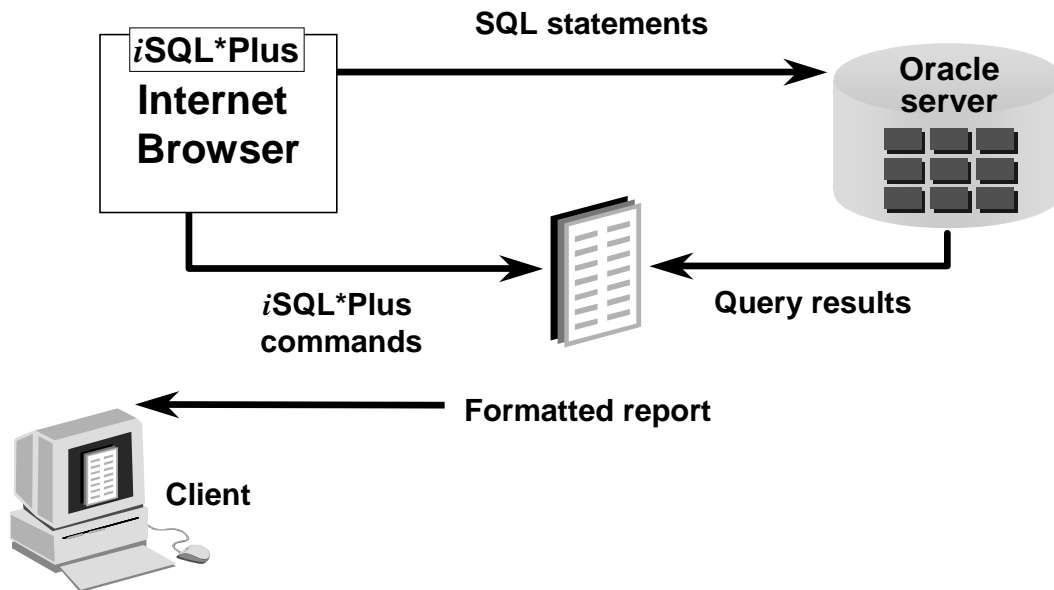 SQL statements
iSQL*Plus
Internet
Browser
Oracle
server
iSQL*Plus
commands
Query results
Formatted report
Client